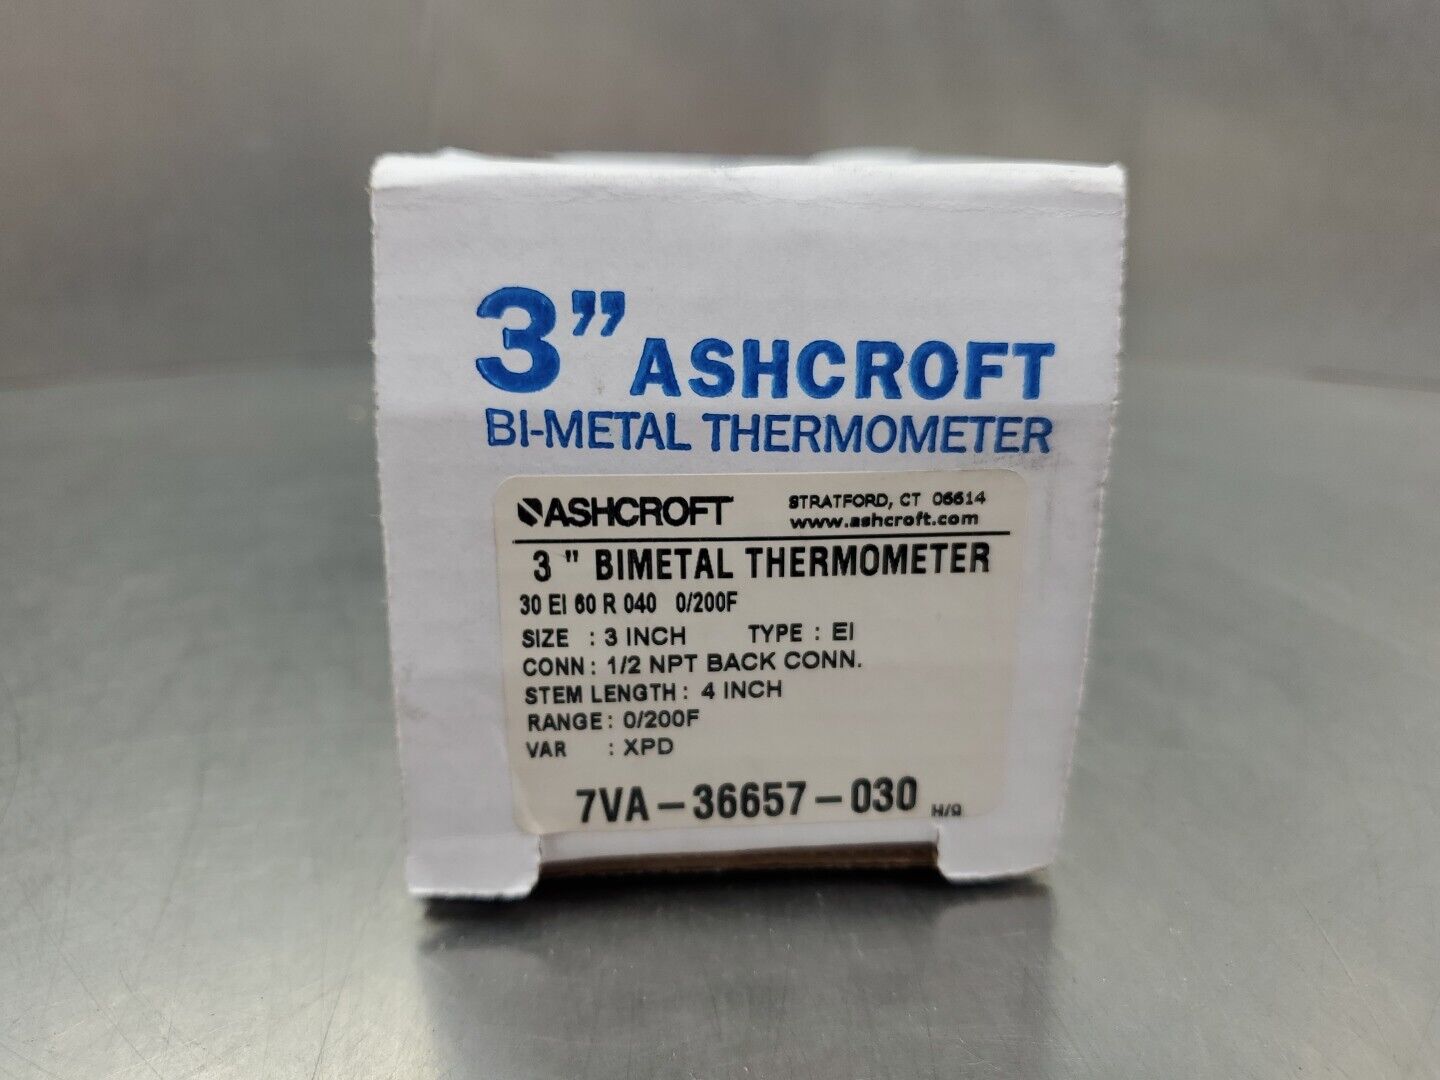 3” ASHCROFT
BI-METAL THERMOMETER
ASHCROFT STRATFORD, CT 06614
www.ashcroft.com
3 " BIMETAL THERMOMETER
30 EI 60 R 040 0/200F
SIZE : 3 INCH TYPE : EI
CONN : 1/2 NPT BACK CONN.
STEM LENGTH : 4 INCH
RANGE : 0/200F
VAR : XPD
7VA-36657-030